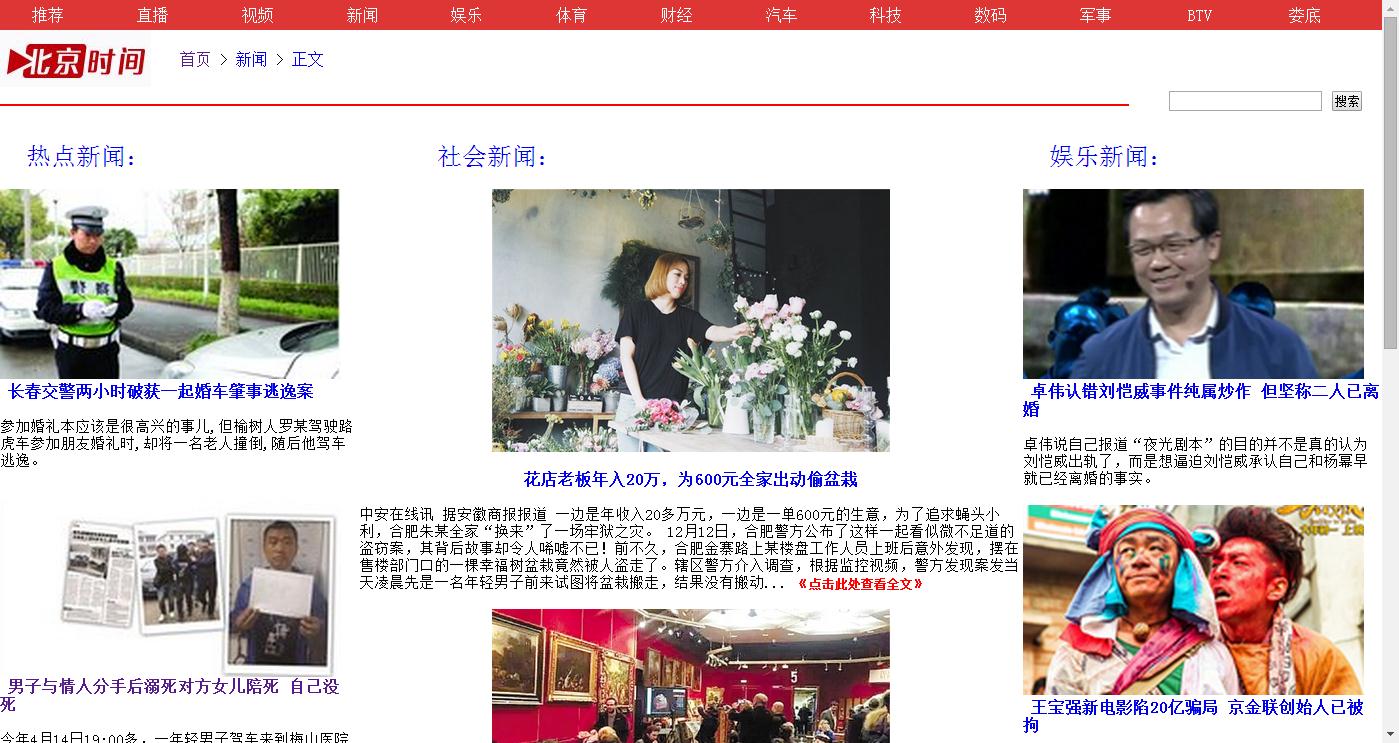 推荐 直播 视频 新闻 娱乐 体育 财经 汽车 科技 数码 军事 BTV 娄底
北京时间
首页 > 新闻 > 正文
搜索
热点新闻：
长春交警两小时破获一起婚车肇事逃逸案
参加婚礼本应该是很高兴的事儿,但榆树人罗某驾驶路
虎车参加朋友婚礼时,却将一名老人撞倒,随后他驾车
逃逸。
男子与情人分手后溺死对方女儿陪死 自己没
死
今年4月14日19:00多，一年轻男子驾车来到梅山医院
社会新闻：
花店老板年入20万，为600元全家出动偷盆栽
中安在线讯 据安徽商报报道 一边是年收入20多万元，一边是一单600元的生意，为了追求蝇头小
利，合肥朱某全家“换来”了一场牢狱之灾。 12月12日，合肥警方公布了这样一起看似微不足道的
盗窃案，其背后故事却令人唏嘘不已！前不久，合肥金寨路上某楼盘工作人员上班后意外发现，摆在
售楼部门口的一棵幸福树盆栽竟然被人盗走了。辖区警方介入调查，根据监控视频，警方发现案发当
天凌晨先是一名年轻男子前来试图将盆栽搬走，结果没有搬动... 《点击此处查看全文》
5
娱乐新闻：
卓伟认错刘恺威事件纯属炒作 但坚称二人已离
婚
卓伟说自己报道“夜光剧本”的目的并不是真的认为
刘恺威出轨了，而是想逼迫刘恺威承认自己和杨幂早
就已经离婚的事实。
王宝强新电影陷20亿骗局 京金联创始人已被
拘